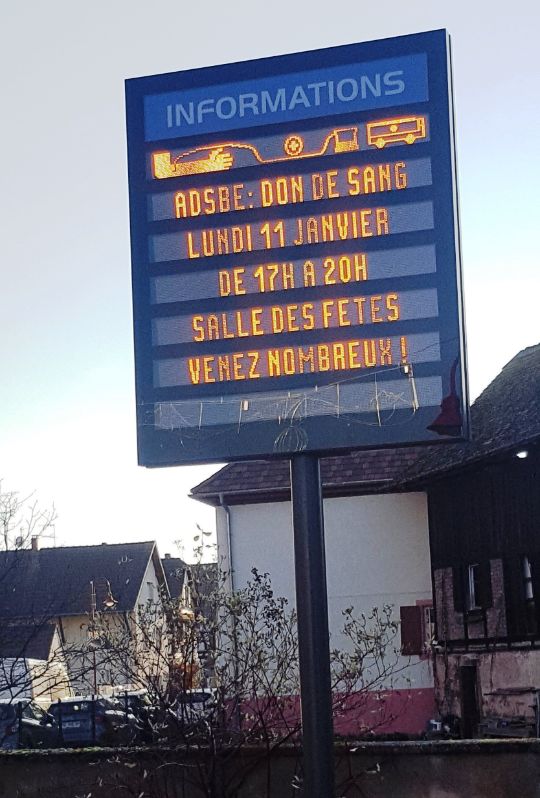 INFORMATIONS
ADSBE: DON DE SANG
LUNDI 11 JANVIER
DE 17H A 20H
SALLE DES FETES
VENEZ NOMBREUX !